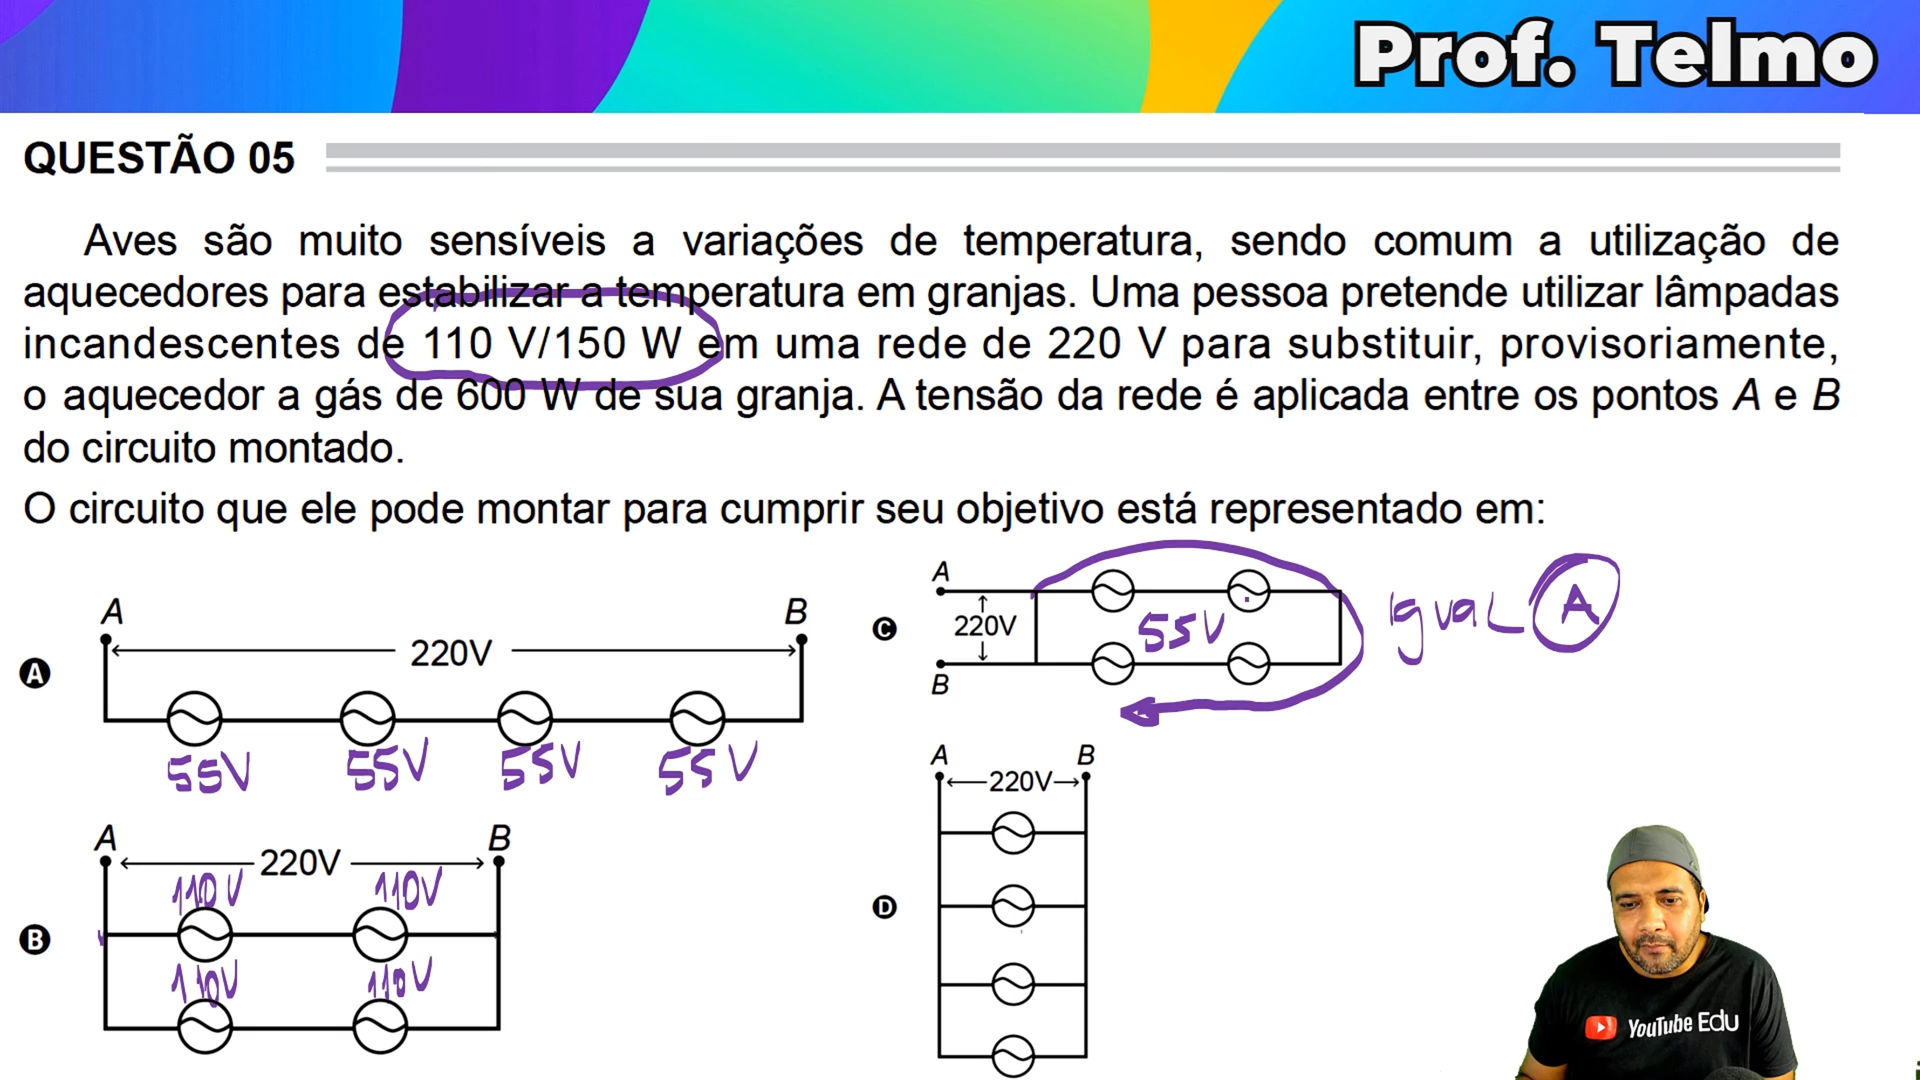 Prof. Telmo
QUESTÃO 05
Aves são muito sensíveis a variações de temperatura, sendo comum a utilização de
aquecedores para estabilizar a temperatura em granjas. Uma pessoa pretende utilizar lâmpadas
incandescentes de 110 V/150 W em uma rede de 220 V para substituir, provisoriamente,
o aquecedor a gás de 600 W de sua granja. A tensão da rede é aplicada entre os pontos A e B
do circuito montado.
O circuito que ele pode montar para cumprir seu objetivo está representado em:
A
A B
220V
55V 55V 55V 55V
B
A B
220V
110V 110V
110V 110V
C
A
220V
B
55V
IgUAL A
D
A B
220V
YouTube Edu